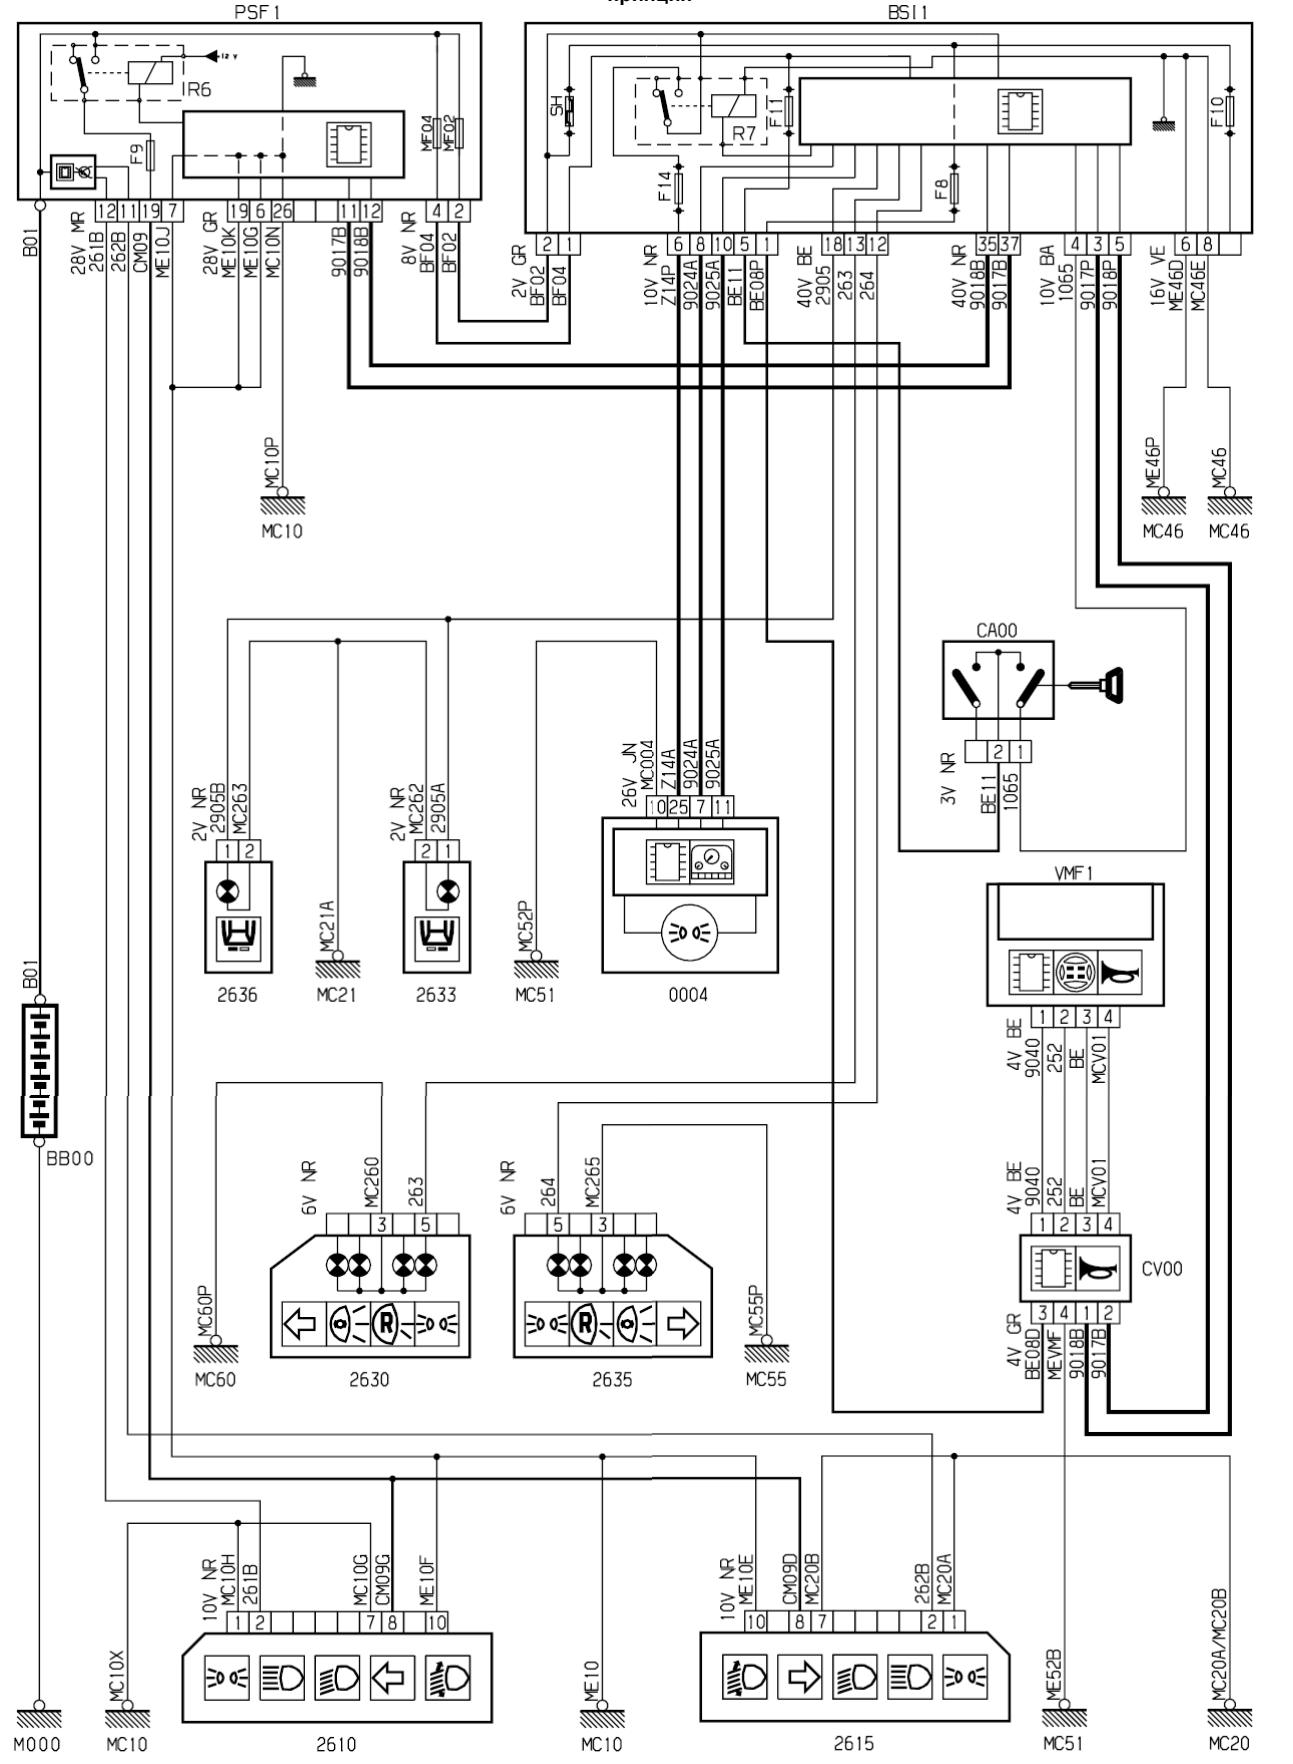 принцип
PSF1
BSI1
12 V
R6
F9
MF04
MF02
SH
R7
F11
F14
F8
F10
12 11 19 7
19 6 26
11 12
4 2
2 1
6 8 10 5 1
18 13 12
35 37
4 3 5
6 8
B01
28V MR
261B
262B
CM09
ME10J
28V GR
ME10K
ME10G
MC10N
9017B
9018B
8V NR
BF04
BF02
2V GR
BF02
BF04
10V NR
Z14P
9024A
9025A
BE11
BE08P
40V BE
2905
263
264
40V NR
9018B
9017B
10V BA
1065
9017P
9018P
16V VE
ME46D
MC46E
MC10P
MC10
ME46P
MC46
MC46
MC46
CA00
2 1
3V NR
BE11
1065
2V NR
2905B
MC263
1 2
2636
MC21A
MC21
2V NR
MC262
2905A
2 1
2633
MC52P
MC51
26V JN
MC004
Z14A
9024A
9025A
10 25 7 11
0004
VMF1
1 2 3 4
4V BE
9040
252
BE
MCV01
4V BE
9040
252
BE
MCV01
1 2 3 4
CV00
3 4 1 2
4V GR
BE08D
MEVMF
9018B
9017B
B01
BB00
6V NR
MC260
263
3 5
R
2630
MC60P
MC60
6V NR
264
MC265
5 3
R
2635
MC55P
MC55
10V NR
MC10H
261B
MC10G
CM09G
ME10F
1 2 7 8 10
2610
10V NR
ME10E
CM09D
MC20B
262B
MC20A
10 8 7 2 1
2615
M000
MC10X
MC10
ME10
MC10
ME52B
MC51
MC20A/MC20B
MC20